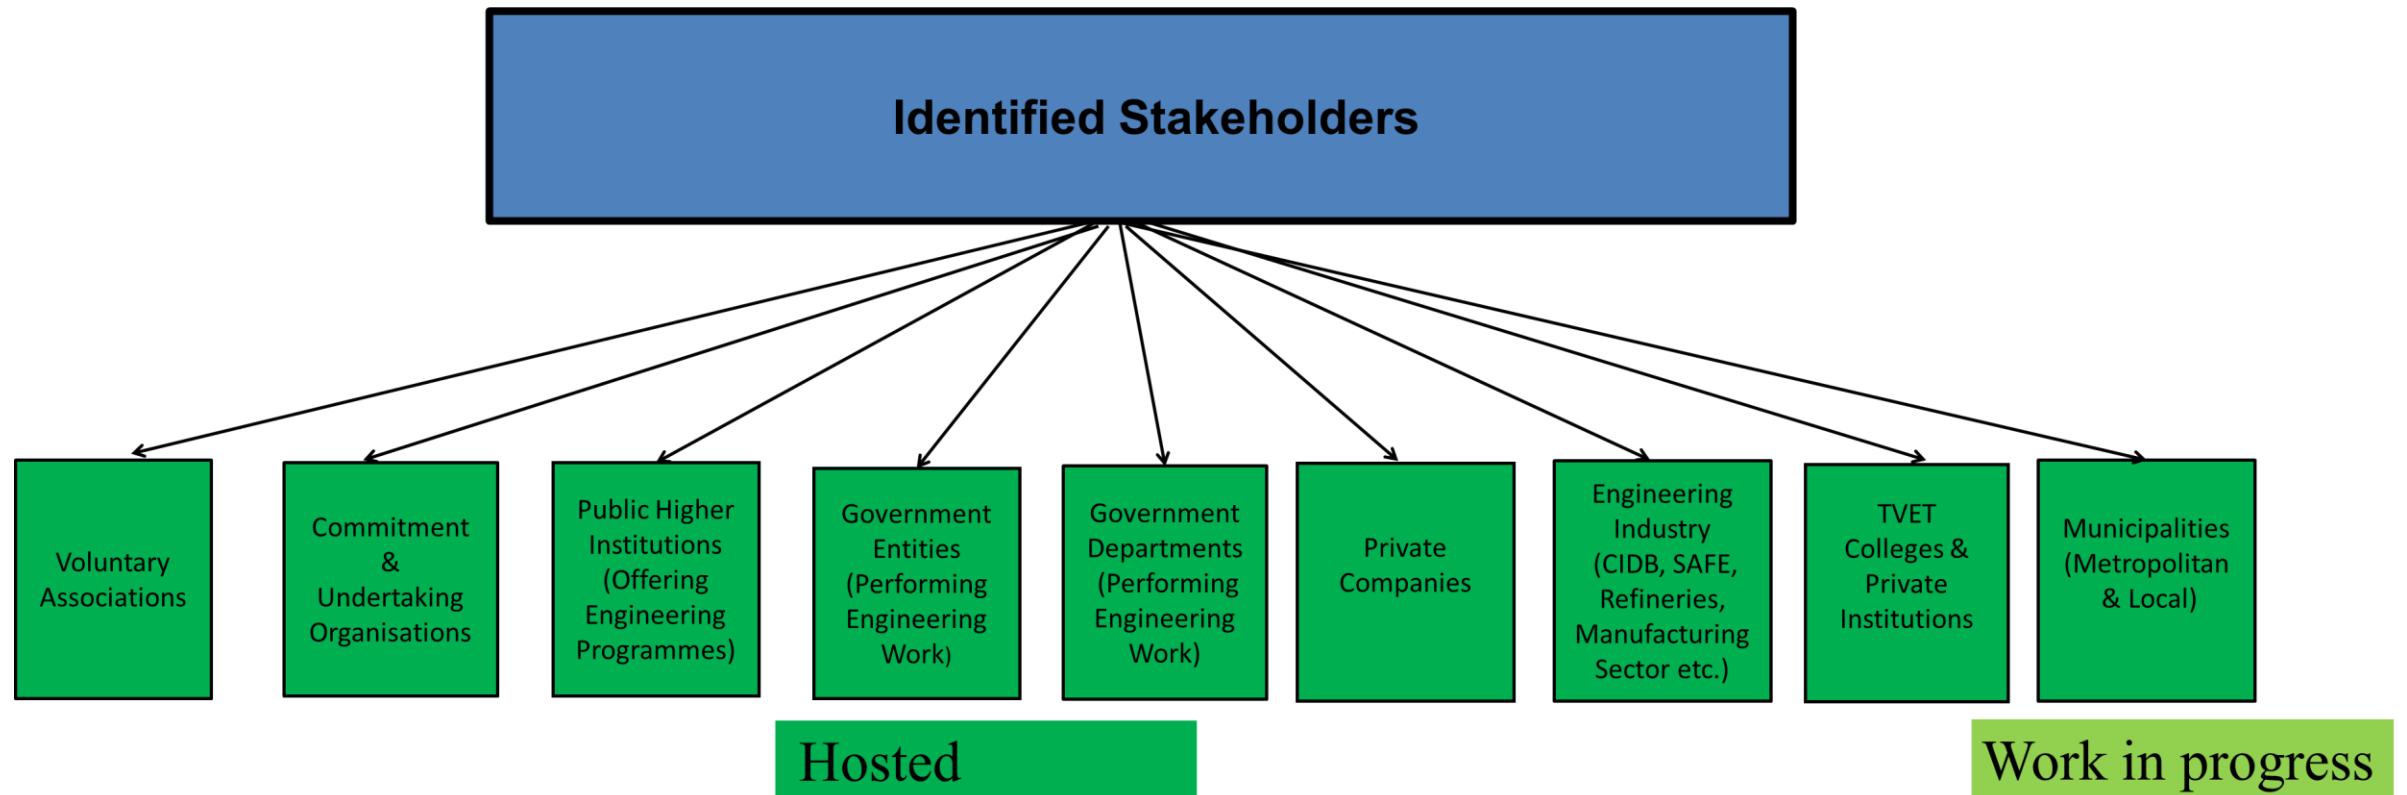 Identified Stakeholders
Voluntary
Associations
Commitment
&
Undertaking
Organisations
Public Higher
Institutions
(Offering
Engineering
Programmes)
Government
Entities
(Performing
Engineering
Work)
Government
Departments
(Performing
Engineering
Work)
Private
Companies
Engineering
Industry
(CIDB, SAFE,
Refineries,
Manufacturing
Sector etc.)
TVET
Colleges &
Private
Institutions
Municipalities
(Metropolitan
& Local)
Hosted
Work in progress